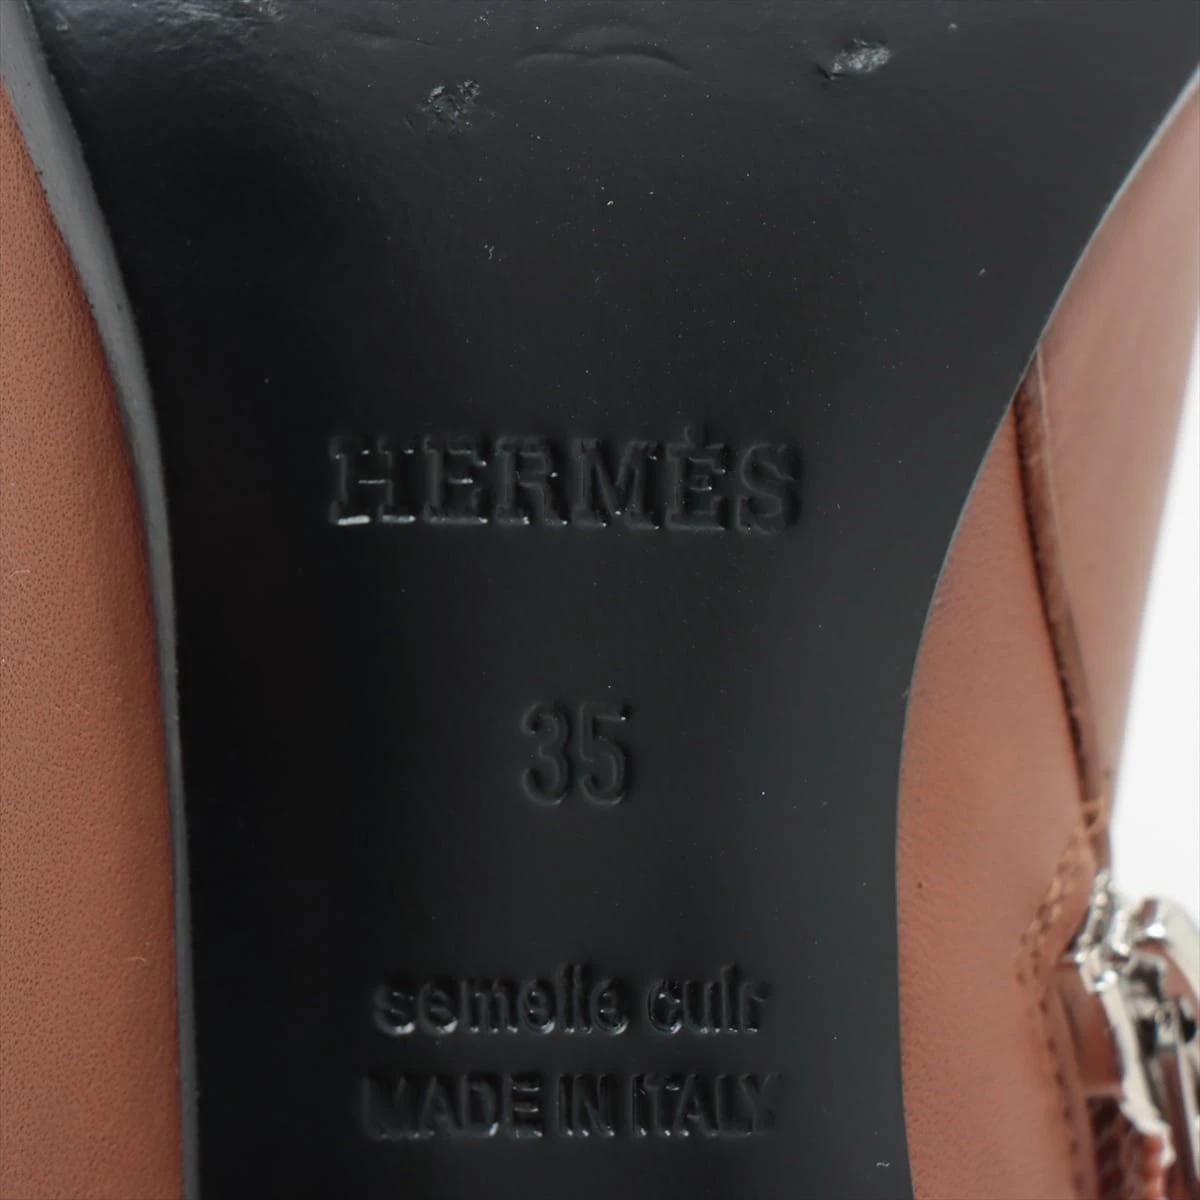 HERMÈS
35
semelle cuir
MADE IN ITALY